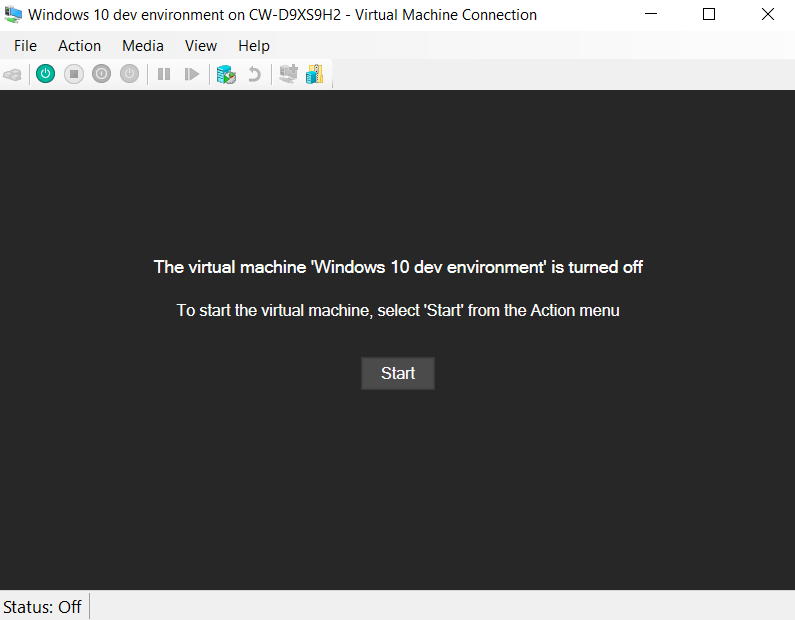 Windows 10 dev environment on CW-D9XS9H2 - Virtual Machine Connection
File Action Media View Help
The virtual machine 'Windows 10 dev environment' is turned off
To start the virtual machine, select 'Start' from the Action menu
Start
Status: Off